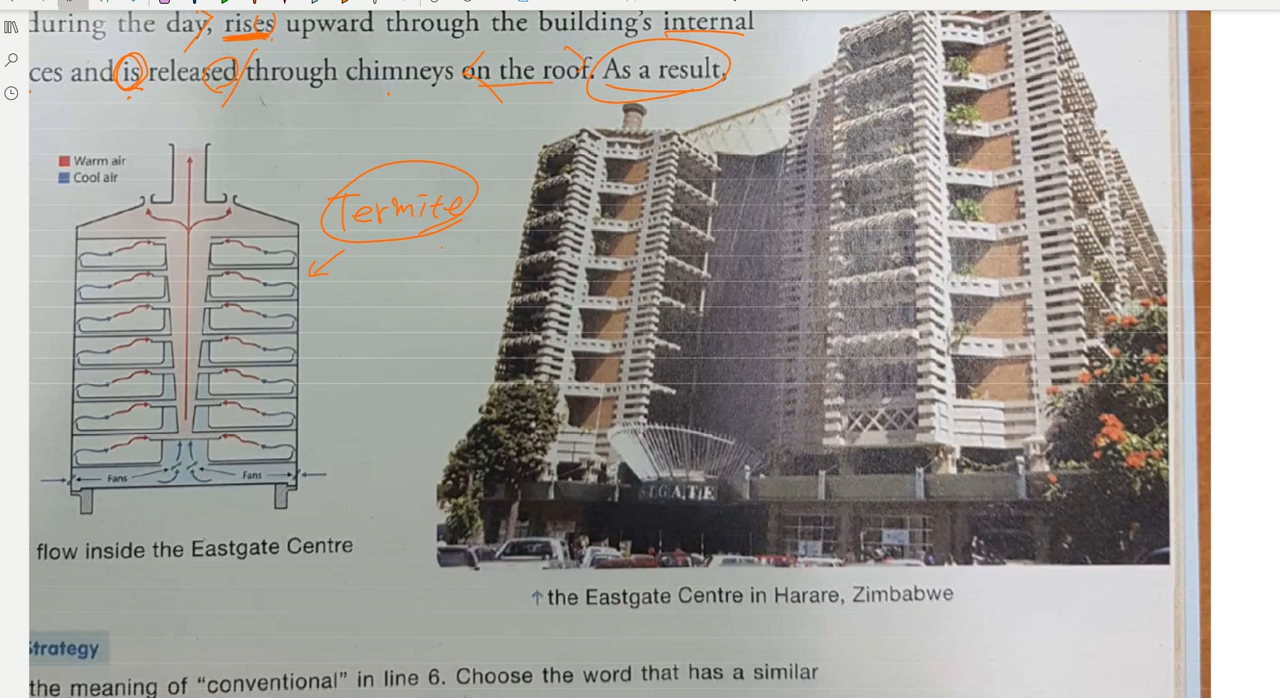 during the day, rises upward through the building's internal
ces and is released through chimneys on the roof. As a result,
Warm air
Cool air
Termite
Fans
Fans
flow inside the Eastgate Centre
↑ the Eastgate Centre in Harare, Zimbabwe
Strategy
the meaning of “conventional” in line 6. Choose the word that has a similar